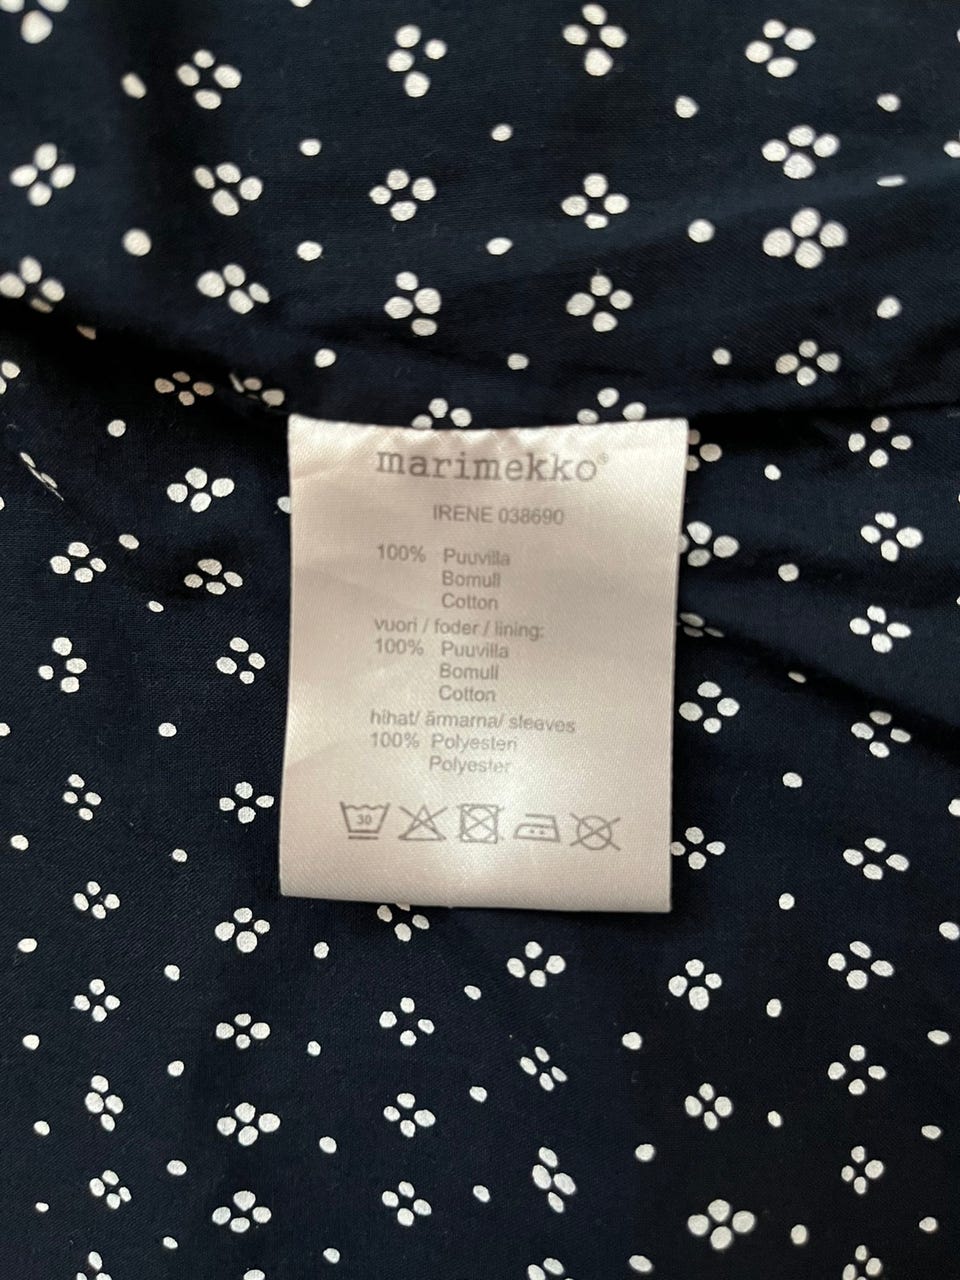 marimekko®
IRENE 038690
100% Puuvilla
Bomull
Cotton
vuori / foder / lining:
100% Puuvilla
Bomull
Cotton
hihat/ ärmarna/ sleeves
100% Polyesteri
Polyester
30